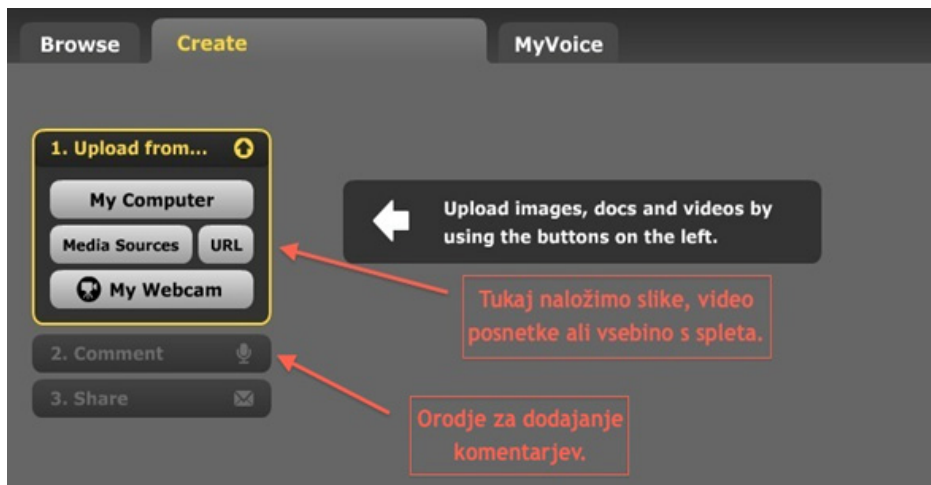 Browse
Create
MyVoice
1. Upload from...
My Computer
Media Sources
URL
My Webcam
2. Comment
3. Share
Upload images, docs and videos by
using the buttons on the left.
Tukaj naložimo slike, video
posnetke ali vsebino s spleta.
Orodje za dodajanje
komentarjev.